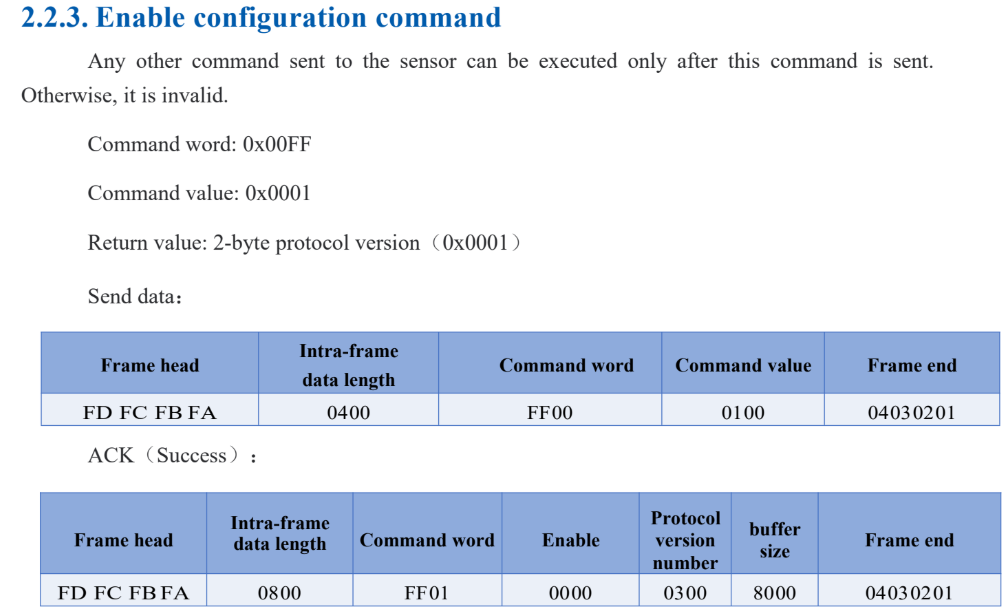 2.2.3. Enable configuration command
Any other command sent to the sensor can be executed only after this command is sent.
Otherwise, it is invalid.
Command word: 0x00FF
Command value: 0x0001
Return value: 2-byte protocol version（0x0001）
Send data：
Frame head Intra-frame data length Command word Command value Frame end
FD FC FB FA 0400 FF00 0100 04030201
ACK（Success）：
Frame head Intra-frame data length Command word Enable Protocol version number buffer size Frame end
FD FC FB FA 0800 FF01 0000 0300 8000 04030201